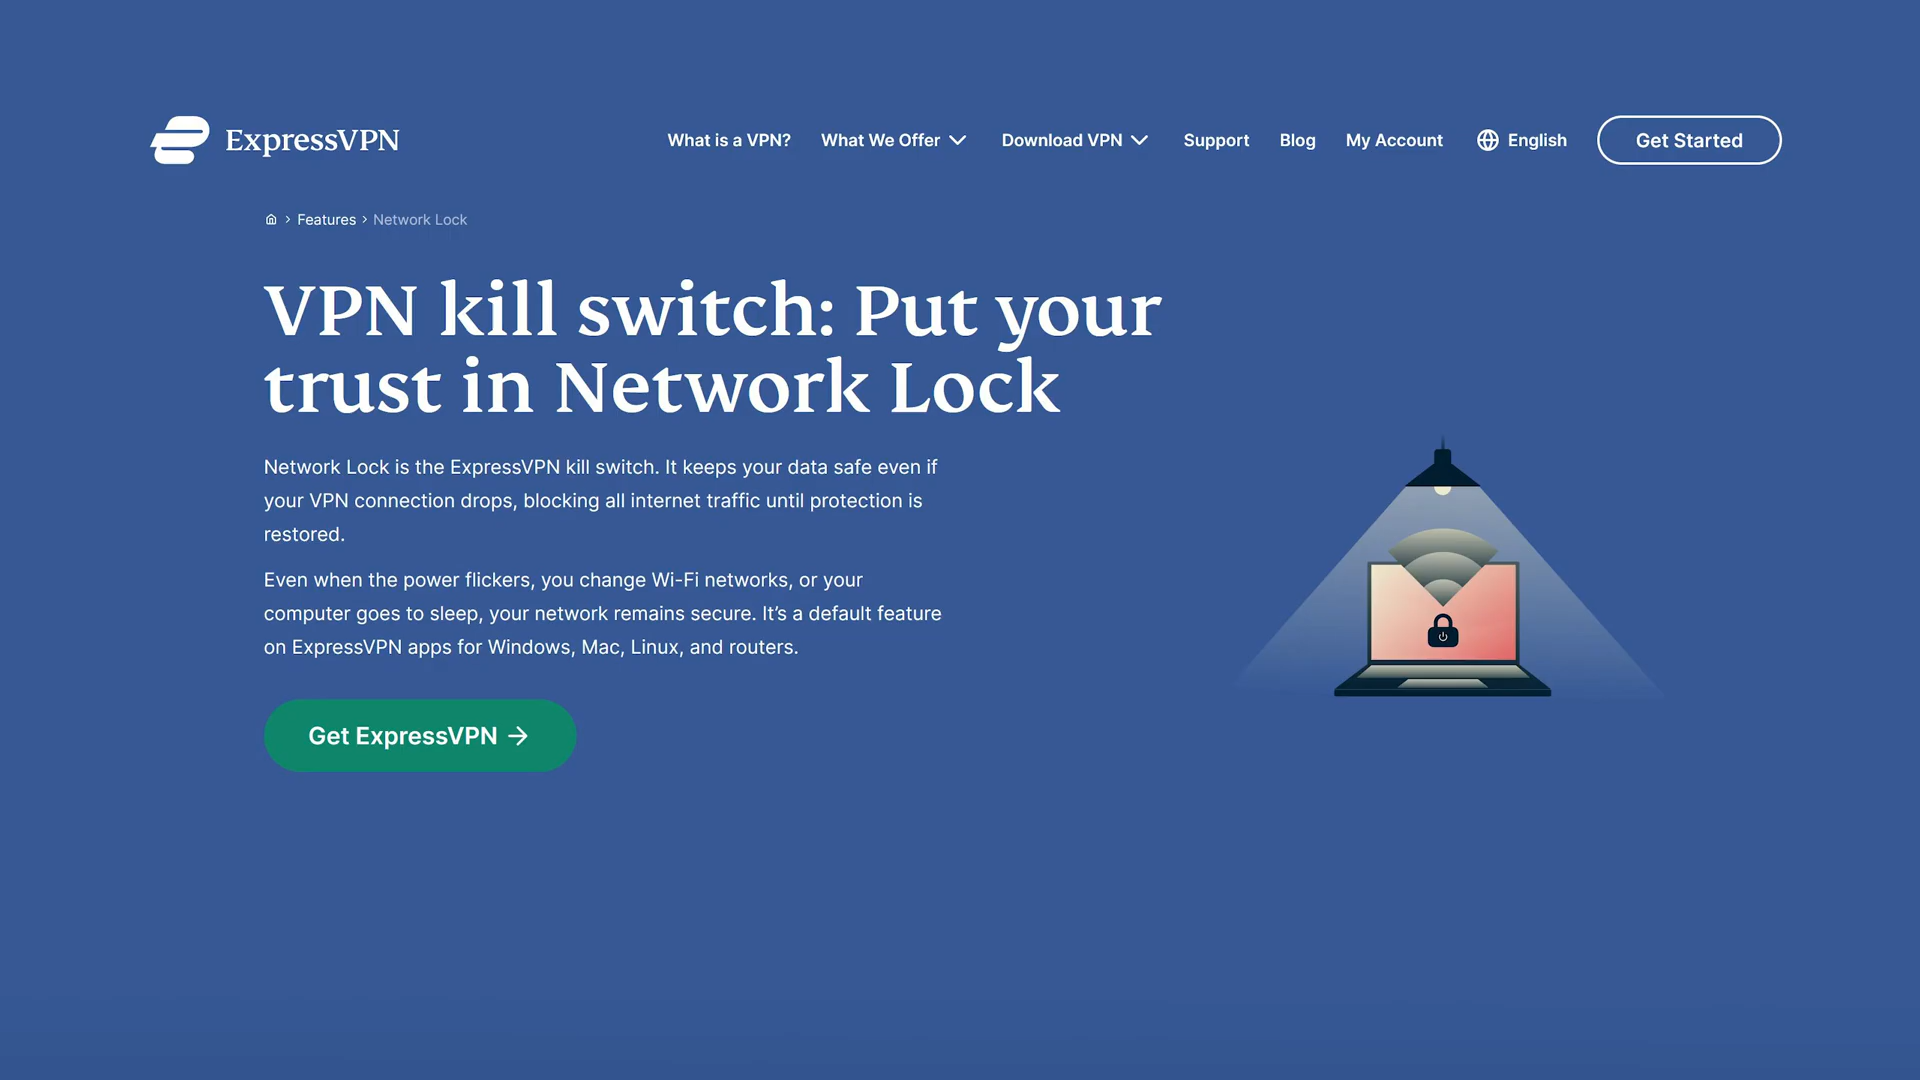 ExpressVPN
What is a VPN?
What We Offer
Download VPN
Support
Blog
My Account
English
Get Started
Features > Network Lock
VPN kill switch: Put your
trust in Network Lock
Network Lock is the ExpressVPN kill switch. It keeps your data safe even if
your VPN connection drops, blocking all internet traffic until protection is
restored.
Even when the power flickers, you change Wi-Fi networks, or your
computer goes to sleep, your network remains secure. It’s a default feature
on ExpressVPN apps for Windows, Mac, Linux, and routers.
Get ExpressVPN →